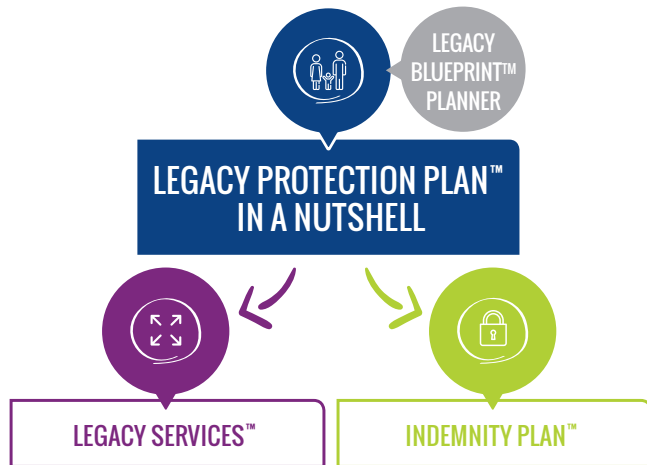 LEGACY
BLUEPRINT™
PLANNER
LEGACY PROTECTION PLAN™
IN A NUTSHELL
LEGACY SERVICES™
INDEMNITY PLAN™